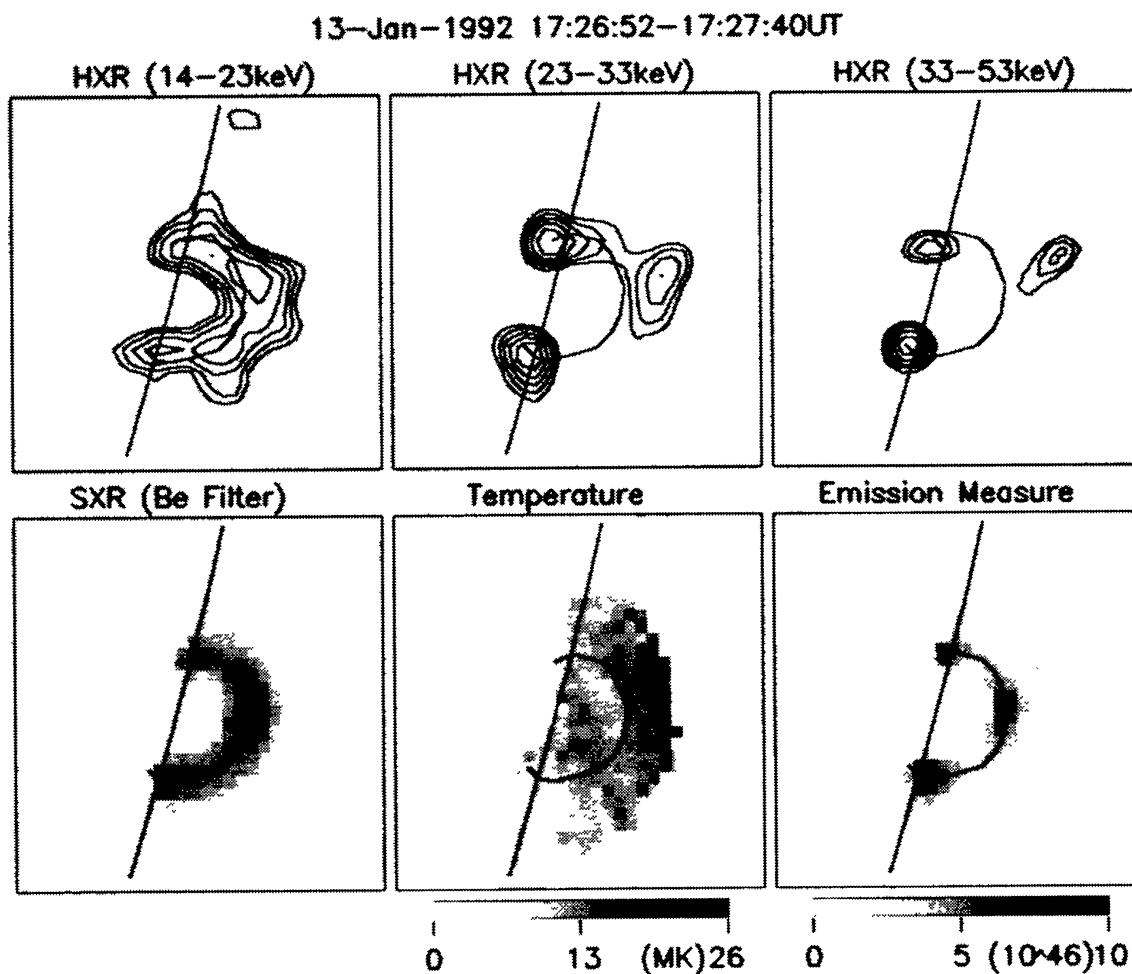 13-Jan-1992 17:26:52-17:27:40UT
HXR (14-23keV)
HXR (23-33keV)
HXR (33-53keV)
SXR (Be Filter)
Temperature
Emission Measure
0 13 (MK)26
0 5 (10^46)10